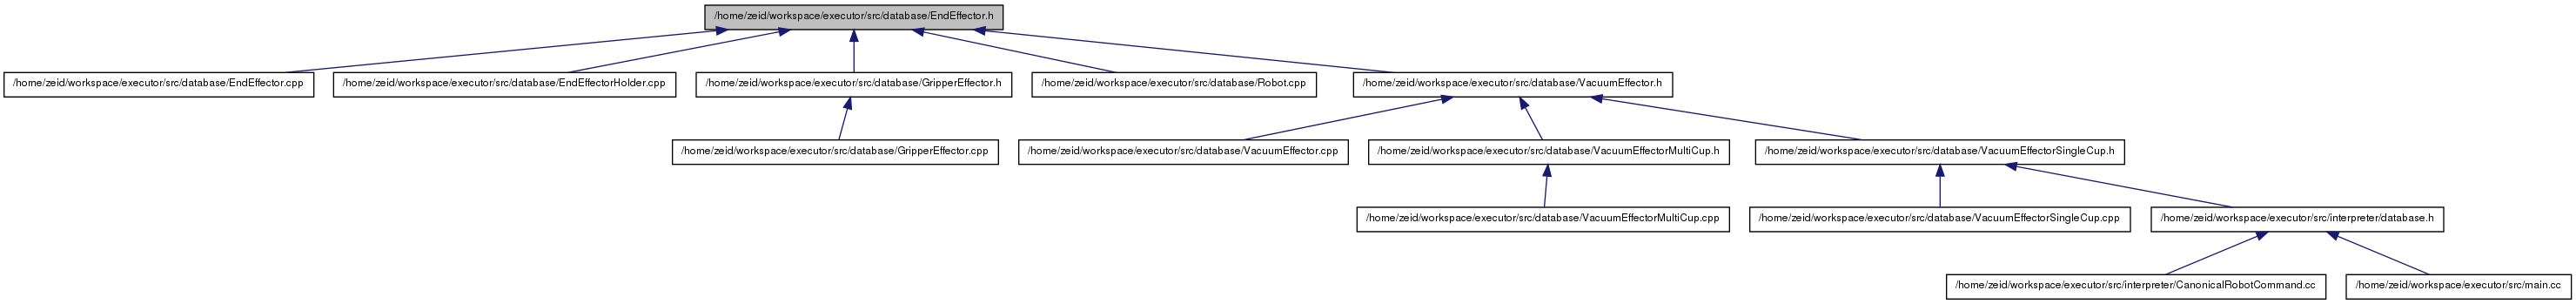 /home/zeid/workspace/executor/src/database/EndEffector.h
/home/zeid/workspace/executor/src/database/EndEffector.cpp
/home/zeid/workspace/executor/src/database/EndEffectorHolder.cpp
/home/zeid/workspace/executor/src/database/GripperEffector.h
/home/zeid/workspace/executor/src/database/Robot.cpp
/home/zeid/workspace/executor/src/database/VacuumEffector.h
/home/zeid/workspace/executor/src/database/GripperEffector.cpp
/home/zeid/workspace/executor/src/database/VacuumEffector.cpp
/home/zeid/workspace/executor/src/database/VacuumEffectorMultiCup.h
/home/zeid/workspace/executor/src/database/VacuumEffectorSingleCup.h
/home/zeid/workspace/executor/src/database/VacuumEffectorMultiCup.cpp
/home/zeid/workspace/executor/src/database/VacuumEffectorSingleCup.cpp
/home/zeid/workspace/executor/src/interpreter/database.h
/home/zeid/workspace/executor/src/interpreter/CanonicalRobotCommand.cc
/home/zeid/workspace/executor/src/main.cc